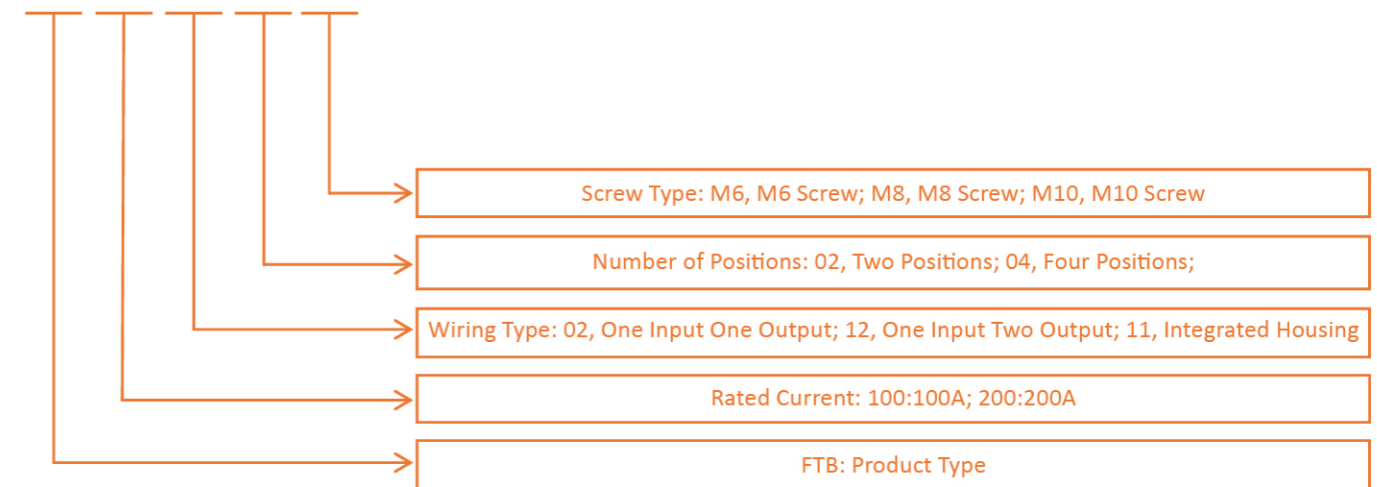 Screw Type: M6, M6 Screw; M8, M8 Screw; M10, M10 Screw
Number of Positions: 02, Two Positions; 04, Four Positions;
Wiring Type: 02, One Input One Output; 12, One Input Two Output; 11, Integrated Housing
Rated Current: 100:100A; 200:200A
FTB: Product Type